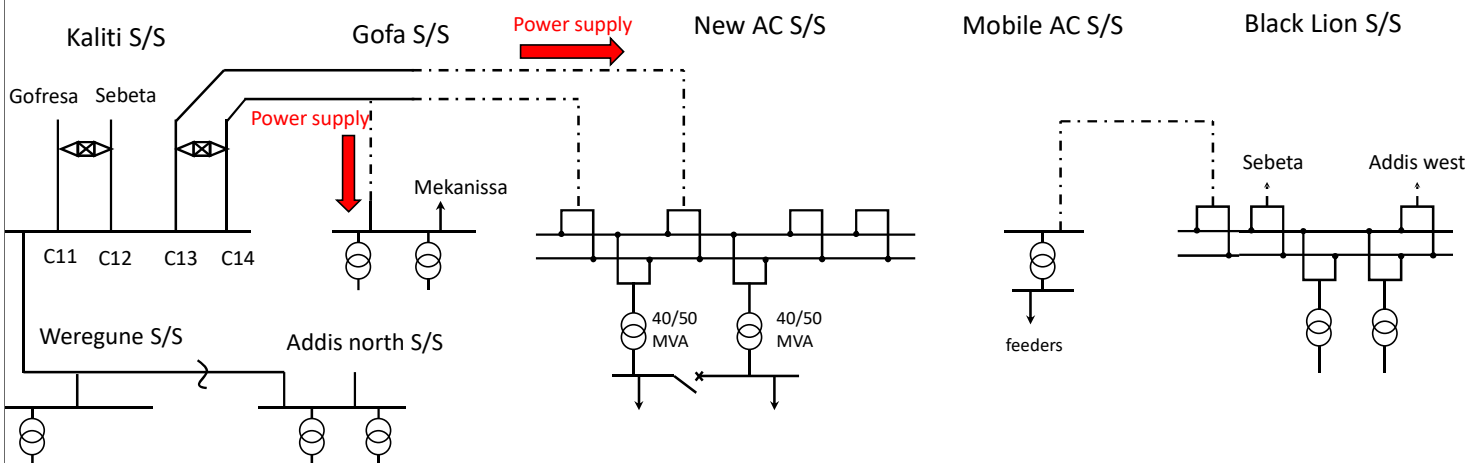 Kaliti S/S
Gofa S/S
Power supply
New AC S/S
Mobile AC S/S
Black Lion S/S
Gofresa
Sebeta
Power supply
Mekanissa
Sebeta
Addis west
C11
C12
C13
C14
Weregune S/S
Addis north S/S
40/50
MVA
40/50
MVA
feeders